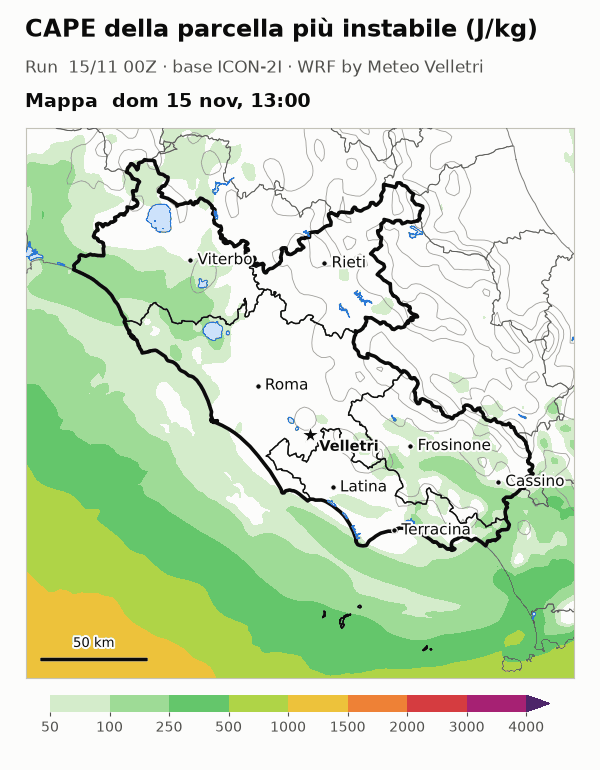 CAPE della parcella più instabile (J/kg)
Run  15/11 00Z · base ICON-2I · WRF by Meteo Velletri
Mappa  dom 15 nov, 13:00
Viterbo
Rieti
Roma
Velletri
Frosinone
Cassino
Latina
Terracina
50 km
50 100 250 500 1000 1500 2000 3000 4000